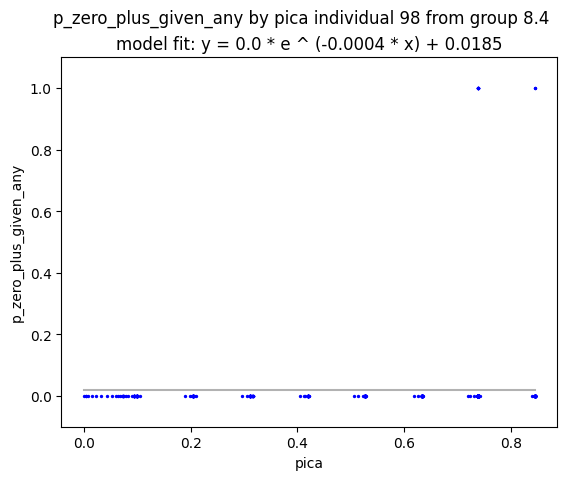 p_zero_plus_given_any by pica individual 98 from group 8.4
model fit: y = 0.0 * e ^ (-0.0004 * x) + 0.0185
1.0
0.8
0.6
0.4
0.2
0.0
p_zero_plus_given_any
0.0 0.2 0.4 0.6 0.8
pica